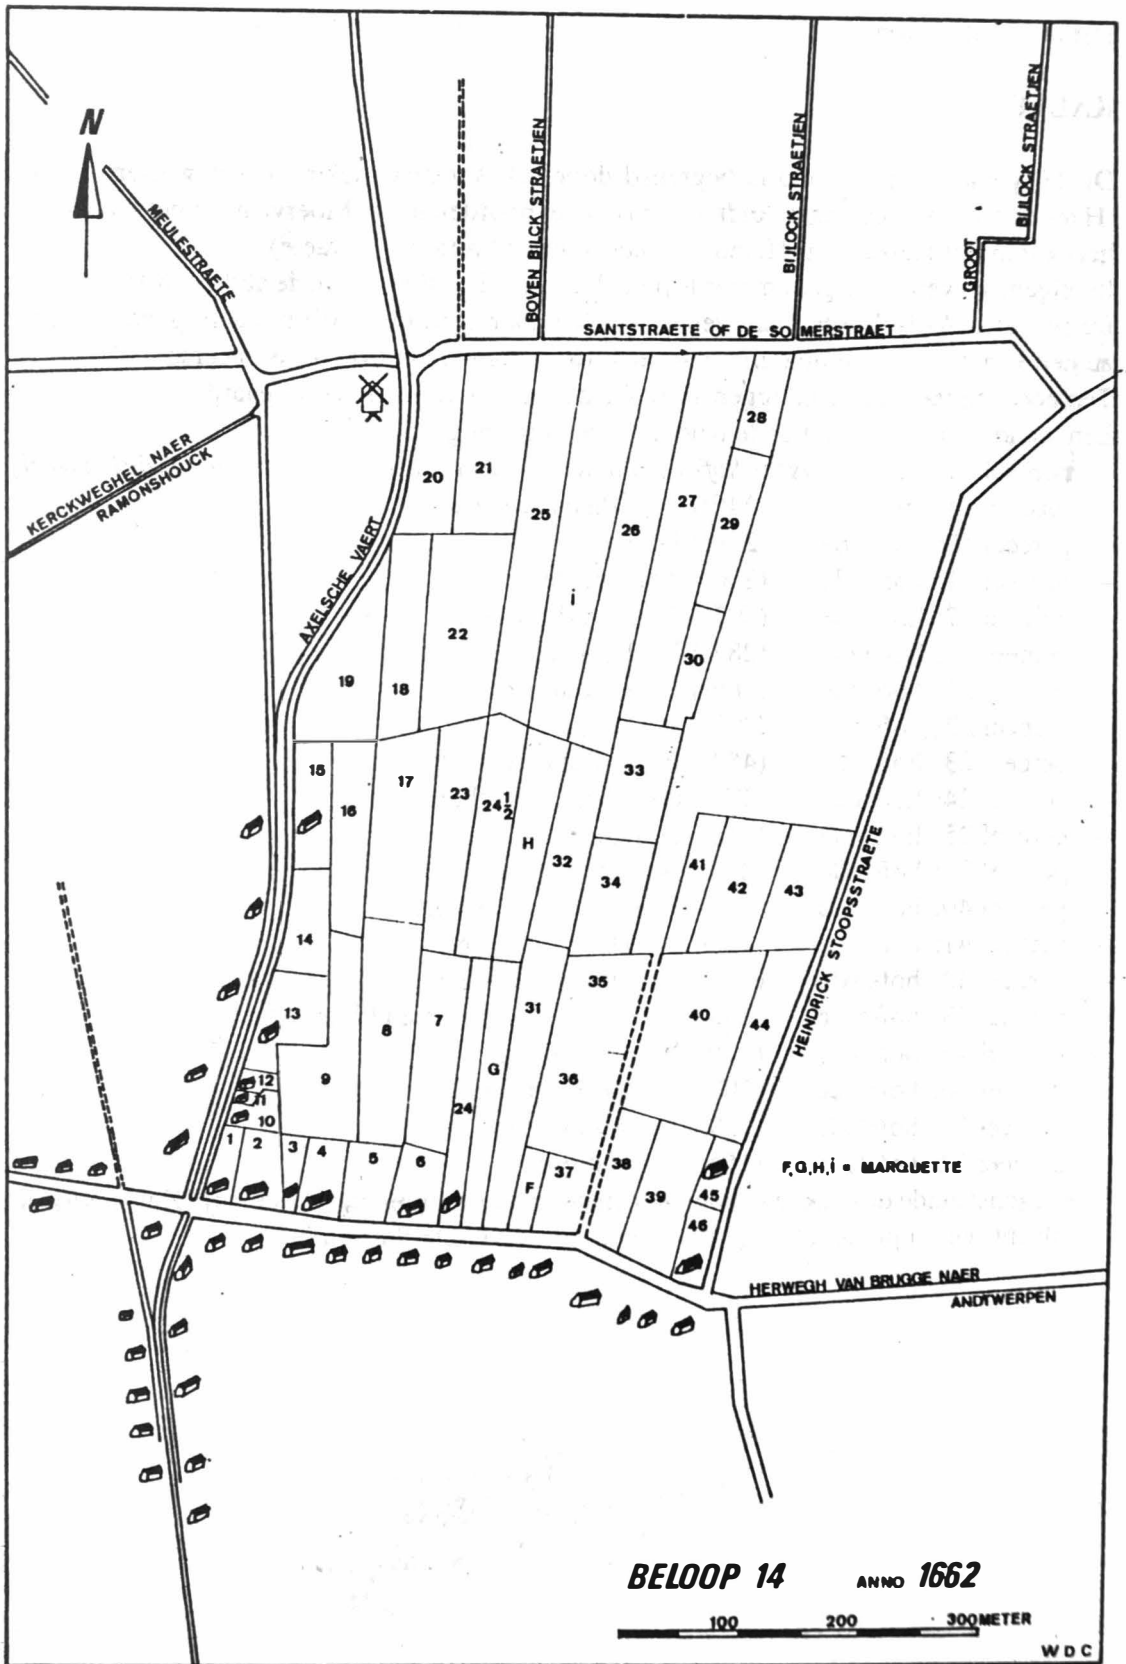 N
MEULESTRAETE
BOVEN BILCK STRAETJEN
BIJLOCK STRAETJEN
GROOT
BIJLOCK STRAETJEN
SANTSTRAETE OF DE SOMERSTRAET
KERCKWEGHEL NAER
RAMONSHOUCK
AXELSCHE VAERT
28
20
21
25
26
27
29
i
22
30
19
18
15
16
17
23
24 1/2
33
H
32
34
41
42
43
HEINDRICK STOOPSSTRAETE
14
13
8
7
31
35
40
44
12
11
10
9
G
24
36
1
2
3
4
5
6
F
37
38
39
45
46
F,G,H,i = MARQUETTE
HERWEGH VAN BRUGGE NAER
ANDTWERPEN
BELOOP 14 ANNO 1662
100 200 300 METER
W D C